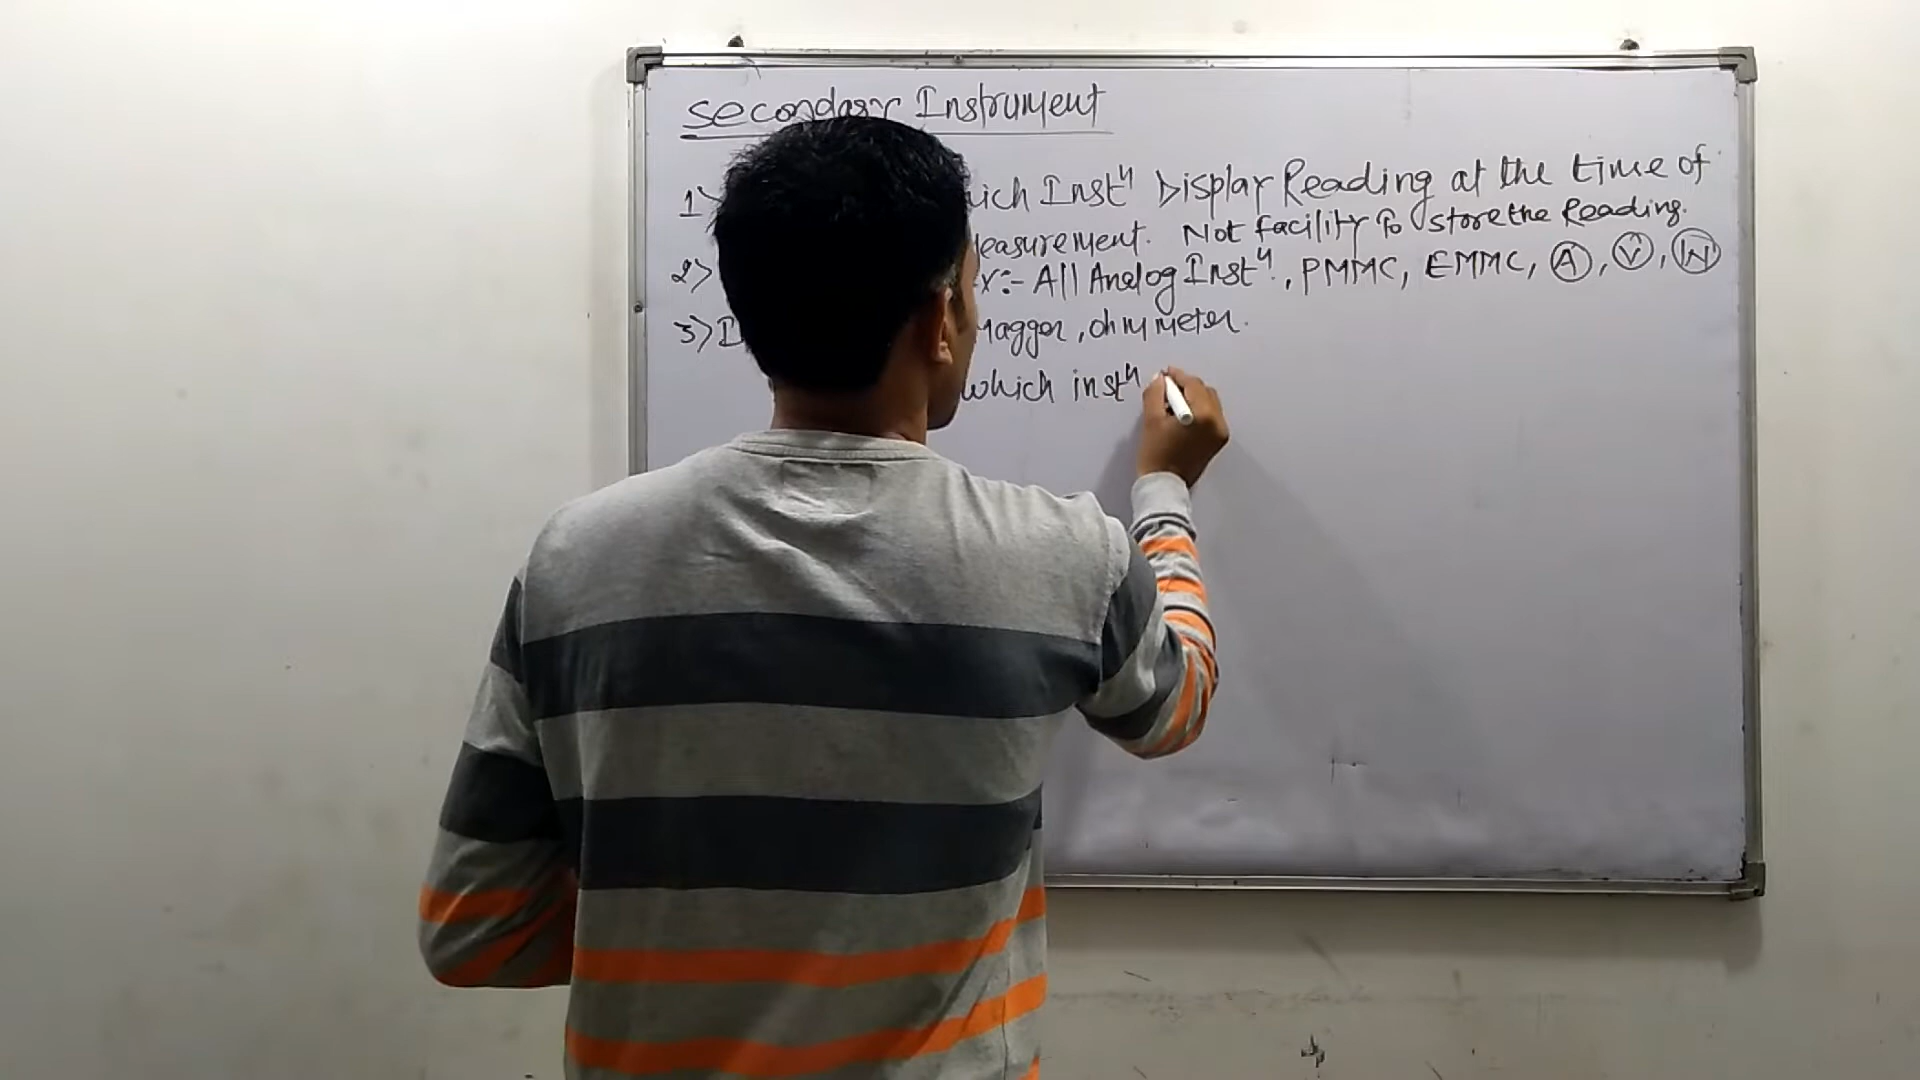 Secondary Instrument
1> ich Instⁿ Display Reading at the time of
easurement. Not facility to store the Reading.
2> x:- All Analog Instⁿ, PMMC, EMMC, A, V, W
3> I agger, ohmmeter.
which instⁿ